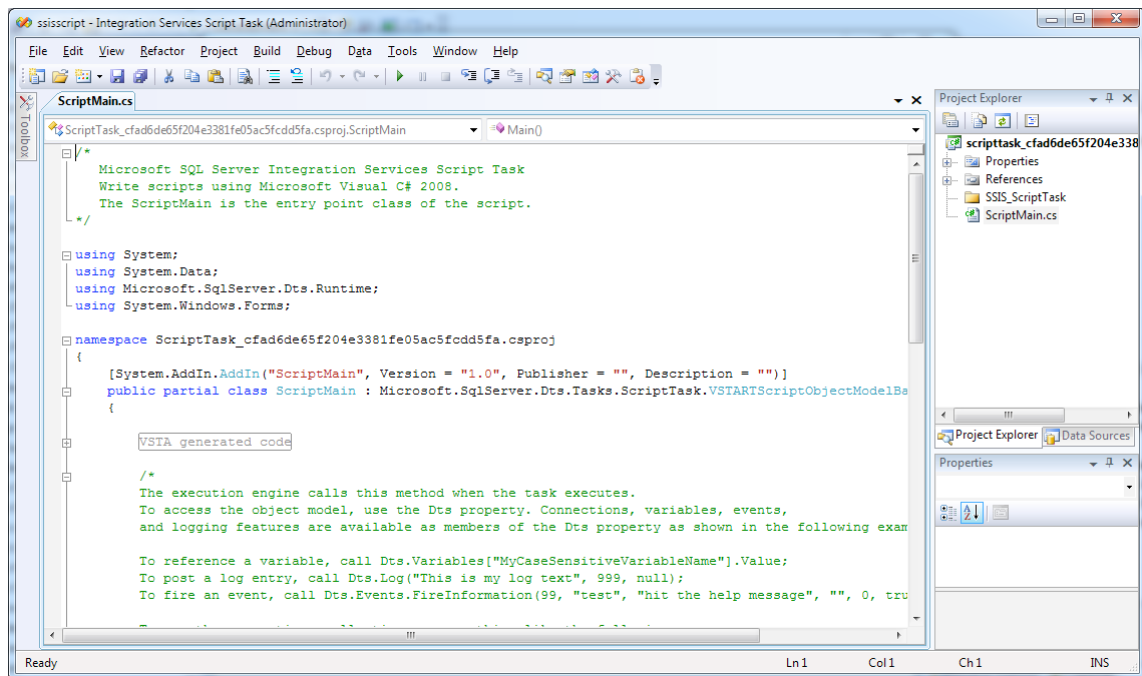 ssisscript - Integration Services Script Task (Administrator)
File Edit View Refactor Project Build Debug Data Tools Window Help
Toolbox
ScriptMain.cs
ScriptTask_cfad6de65f204e3381fe05ac5fcdd5fa.csproj.ScriptMain
Main()
/*
Microsoft SQL Server Integration Services Script Task
Write scripts using Microsoft Visual C# 2008.
The ScriptMain is the entry point class of the script.
*/
using System;
using System.Data;
using Microsoft.SqlServer.Dts.Runtime;
using System.Windows.Forms;
namespace ScriptTask_cfad6de65f204e3381fe05ac5fcdd5fa.csproj
{
[System.AddIn.AddIn("ScriptMain", Version = "1.0", Publisher = "", Description = "")]
public partial class ScriptMain : Microsoft.SqlServer.Dts.Tasks.ScriptTask.VSTARTScriptObjectModelBa
{
VSTA generated code
/*
The execution engine calls this method when the task executes.
To access the object model, use the Dts property. Connections, variables, events,
and logging features are available as members of the Dts property as shown in the following exam
To reference a variable, call Dts.Variables["MyCaseSensitiveVariableName"].Value;
To post a log entry, call Dts.Log("This is my log text", 999, null);
To fire an event, call Dts.Events.FireInformation(99, "test", "hit the help message", "", 0, tru
Project Explorer
scripttask_cfad6de65f204e338
Properties
References
SSIS_ScriptTask
ScriptMain.cs
Project Explorer Data Sources
Properties
Ready Ln 1 Col 1 Ch 1 INS